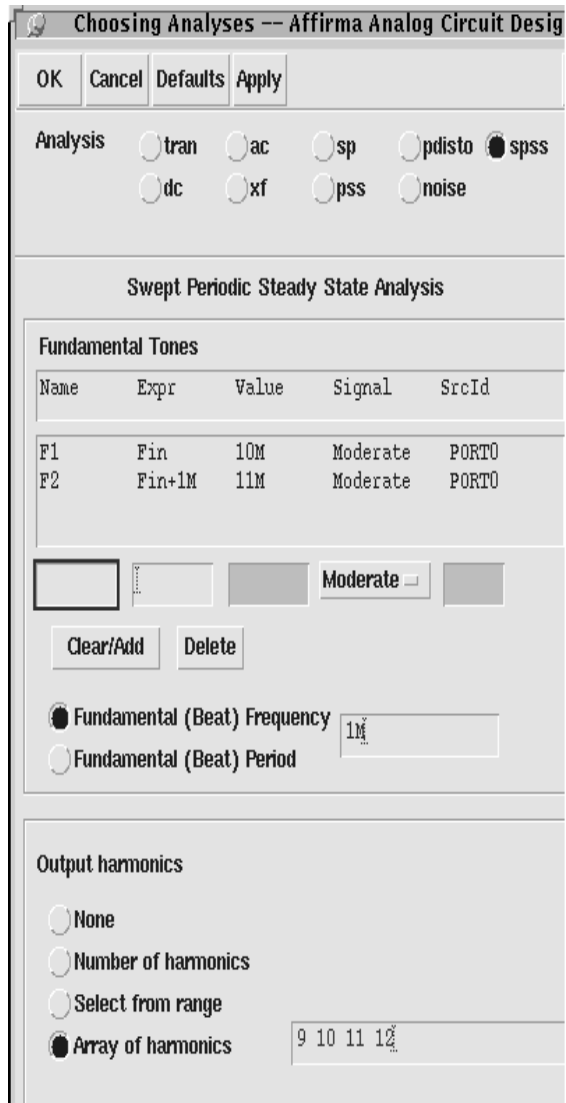 Choosing Analyses -- Affirma Analog Circuit Desig
OK Cancel Defaults Apply
Analysis tran ac sp pdisto spss
dc xf pss noise
Swept Periodic Steady State Analysis
Fundamental Tones
Name Expr Value Signal SrcId
F1 Fin 10M Moderate PORT0
F2 Fin+1M 11M Moderate PORT0
Moderate
Clear/Add Delete
Fundamental (Beat) Frequency 1M
Fundamental (Beat) Period
Output harmonics
None
Number of harmonics
Select from range
Array of harmonics 9 10 11 12